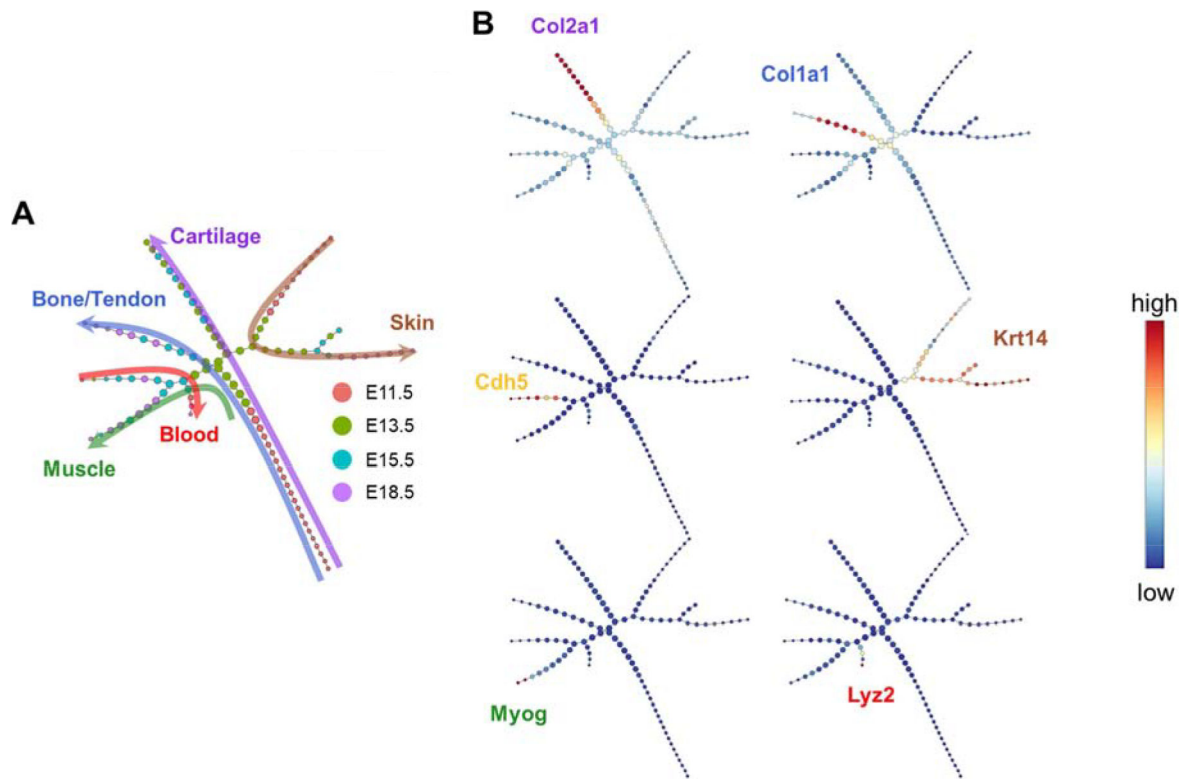 B
Col2a1
Col1a1
A
Cartilage
Bone/Tendon
Skin
Blood
Muscle
E11.5
E13.5
E15.5
E18.5
Cdh5
Krt14
Myog
Lyz2
high
low